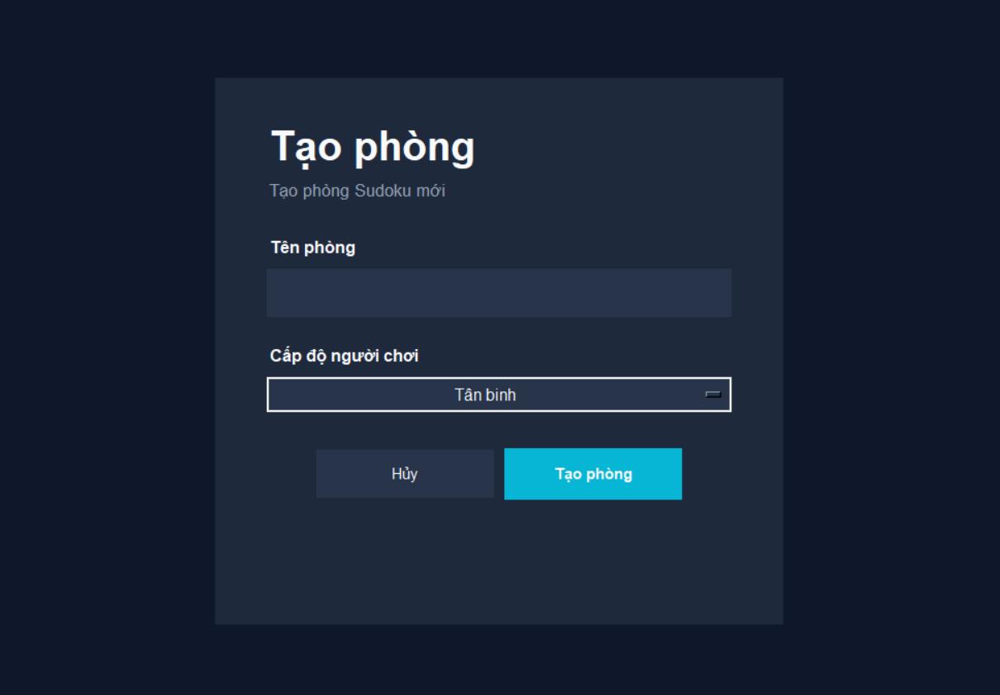 Tạo phòng
Tạo phòng Sudoku mới
Tên phòng
Cấp độ người chơi
Tân binh
Hủy
Tạo phòng